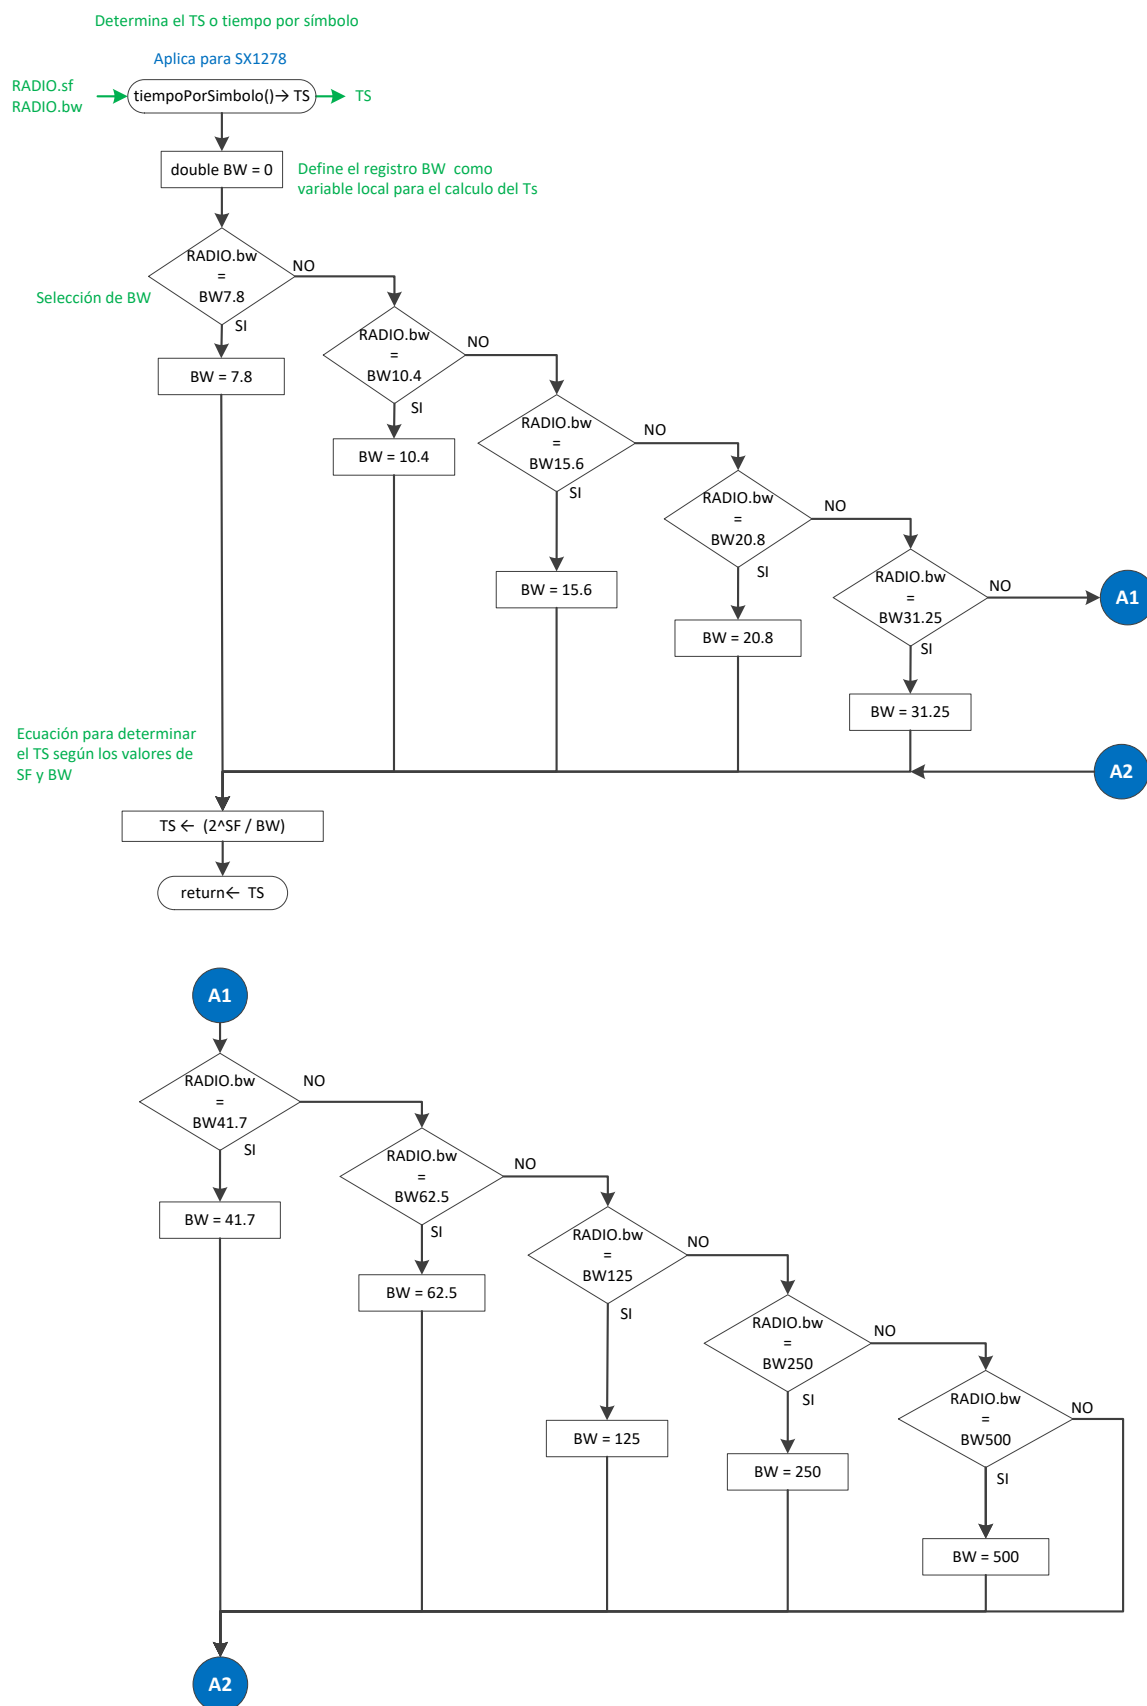 Determina el TS o tiempo por símbolo
Aplica para SX1278
RADIO.sf
RADIO.bw
tiempoPorSimbolo()→ TS
TS
double BW = 0
Define el registro BW como
variable local para el calculo del Ts
RADIO.bw
=
BW7.8
NO
SI
Selección de BW
BW = 7.8
RADIO.bw
=
BW10.4
NO
SI
BW = 10.4
RADIO.bw
=
BW15.6
NO
SI
BW = 15.6
RADIO.bw
=
BW20.8
NO
SI
BW = 20.8
RADIO.bw
=
BW31.25
NO
SI
A1
BW = 31.25
Ecuación para determinar
el TS según los valores de
SF y BW
A2
TS ← (2^SF / BW)
return← TS
A1
RADIO.bw
=
BW41.7
NO
SI
BW = 41.7
RADIO.bw
=
BW62.5
NO
SI
BW = 62.5
RADIO.bw
=
BW125
NO
SI
BW = 125
RADIO.bw
=
BW250
NO
SI
BW = 250
RADIO.bw
=
BW500
NO
SI
BW = 500
A2